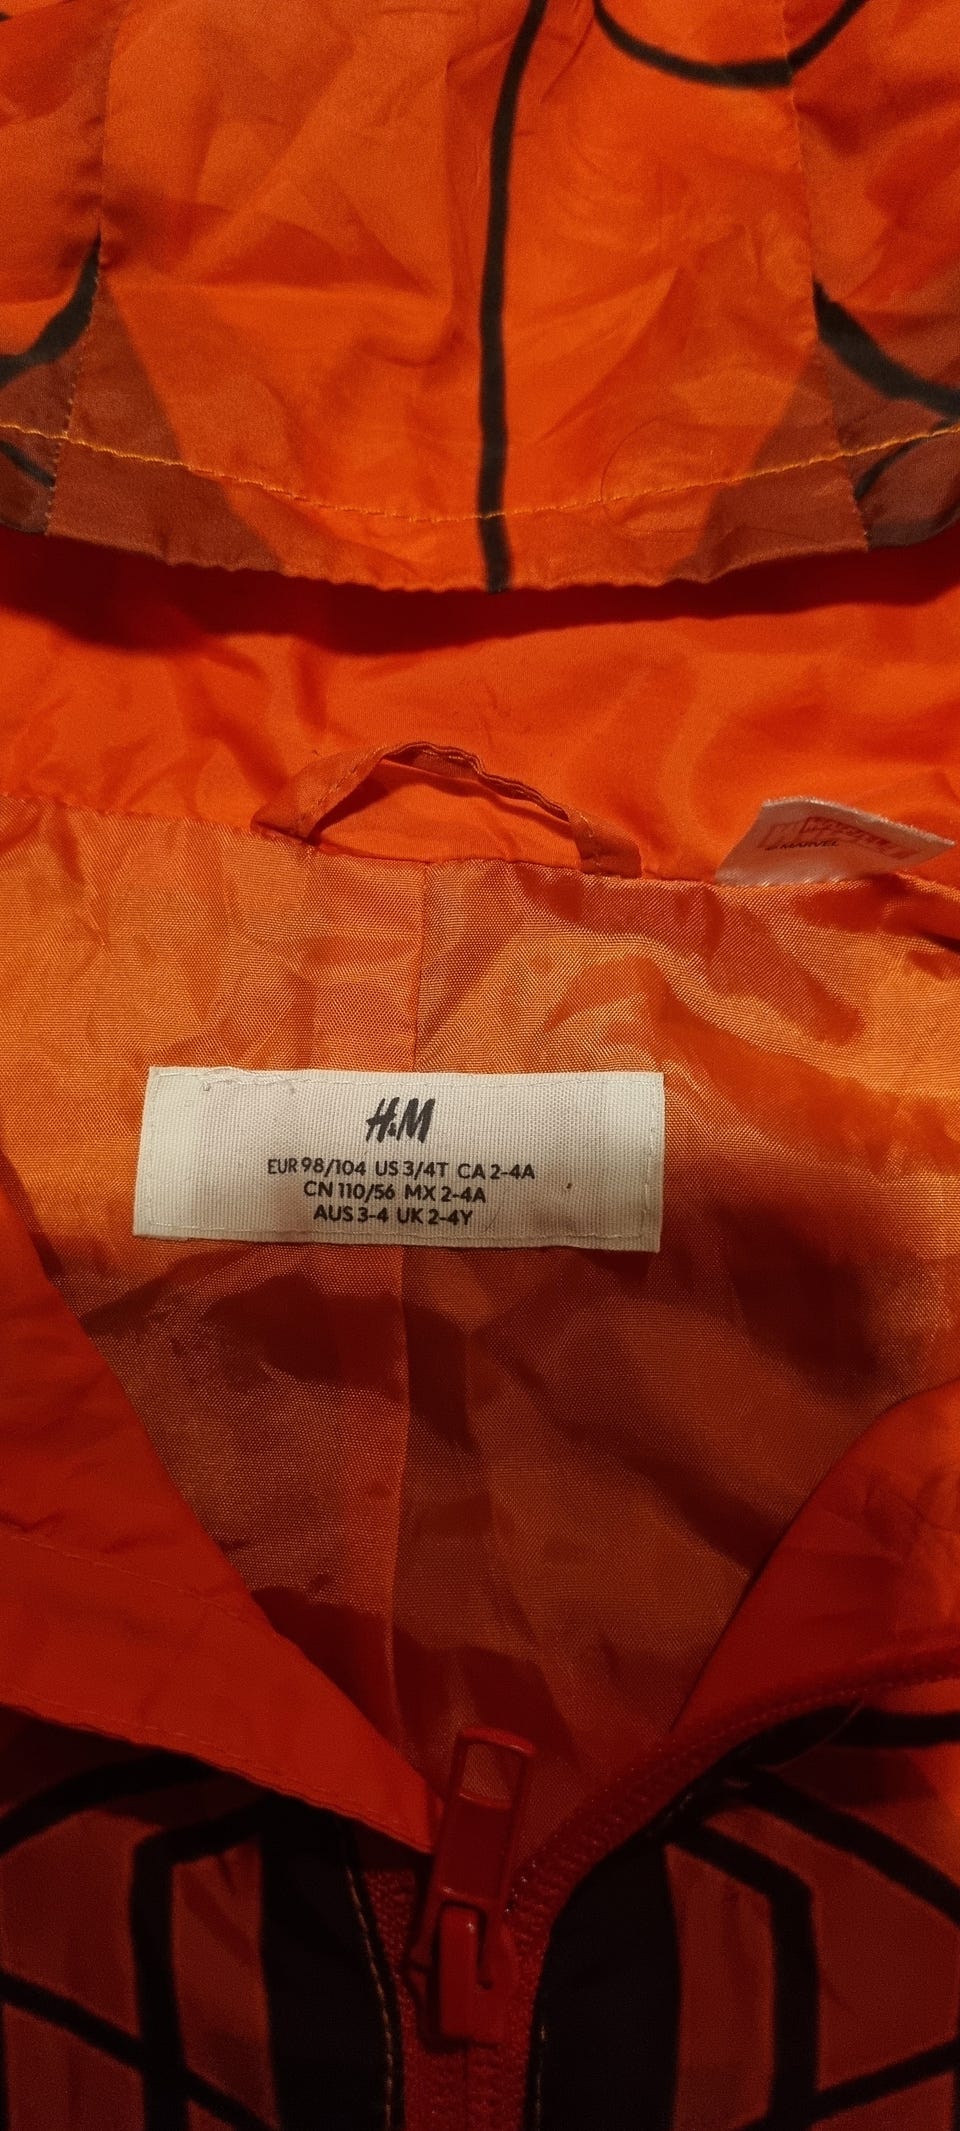 © MARVEL
H&M
EUR 98/104 US 3/4T CA 2-4A
CN 110/56 MX 2-4A
AUS 3-4 UK 2-4Y